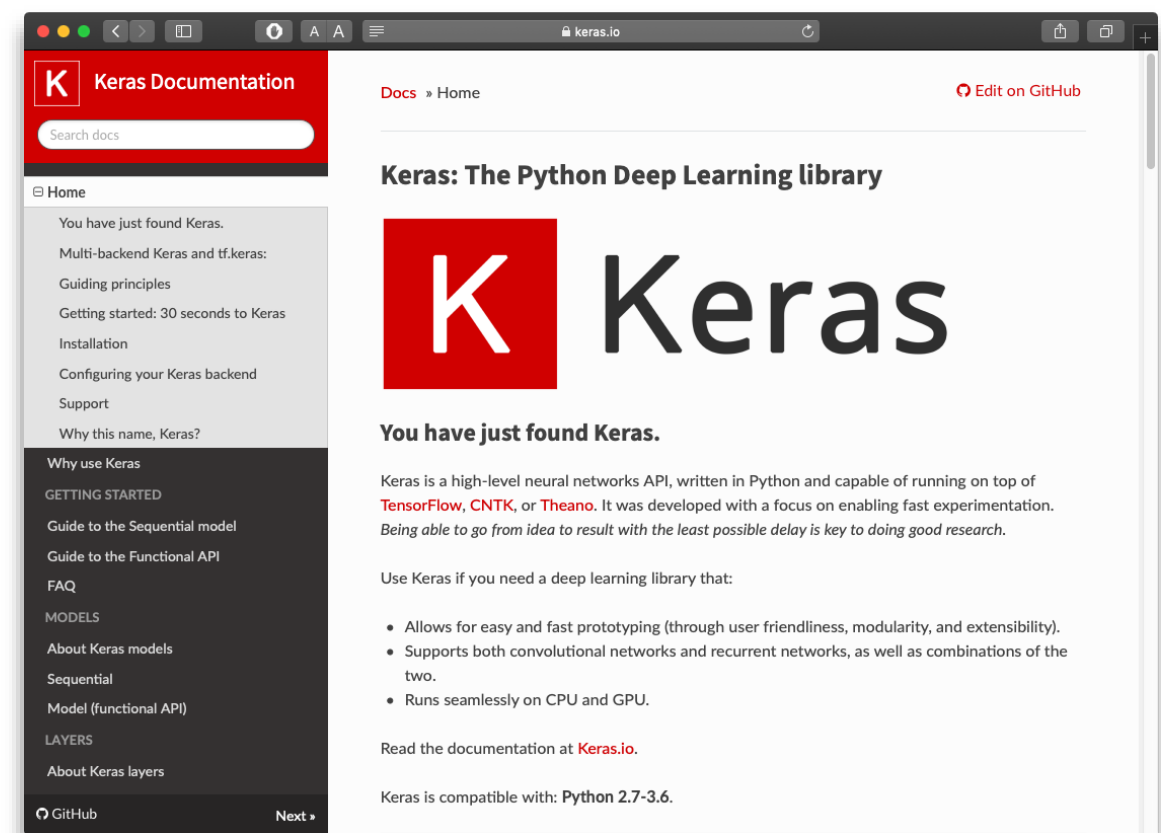 A A
keras.io
K Keras Documentation
Search docs
Home
You have just found Keras.
Multi-backend Keras and tf.keras:
Guiding principles
Getting started: 30 seconds to Keras
Installation
Configuring your Keras backend
Support
Why this name, Keras?
Why use Keras
GETTING STARTED
Guide to the Sequential model
Guide to the Functional API
FAQ
MODELS
About Keras models
Sequential
Model (functional API)
LAYERS
About Keras layers
GitHub Next »
Docs » Home
Edit on GitHub
Keras: The Python Deep Learning library
K Keras
You have just found Keras.
Keras is a high-level neural networks API, written in Python and capable of running on top of
TensorFlow, CNTK, or Theano. It was developed with a focus on enabling fast experimentation.
Being able to go from idea to result with the least possible delay is key to doing good research.
Use Keras if you need a deep learning library that:
• Allows for easy and fast prototyping (through user friendliness, modularity, and extensibility).
• Supports both convolutional networks and recurrent networks, as well as combinations of the
two.
• Runs seamlessly on CPU and GPU.
Read the documentation at Keras.io.
Keras is compatible with: Python 2.7-3.6.